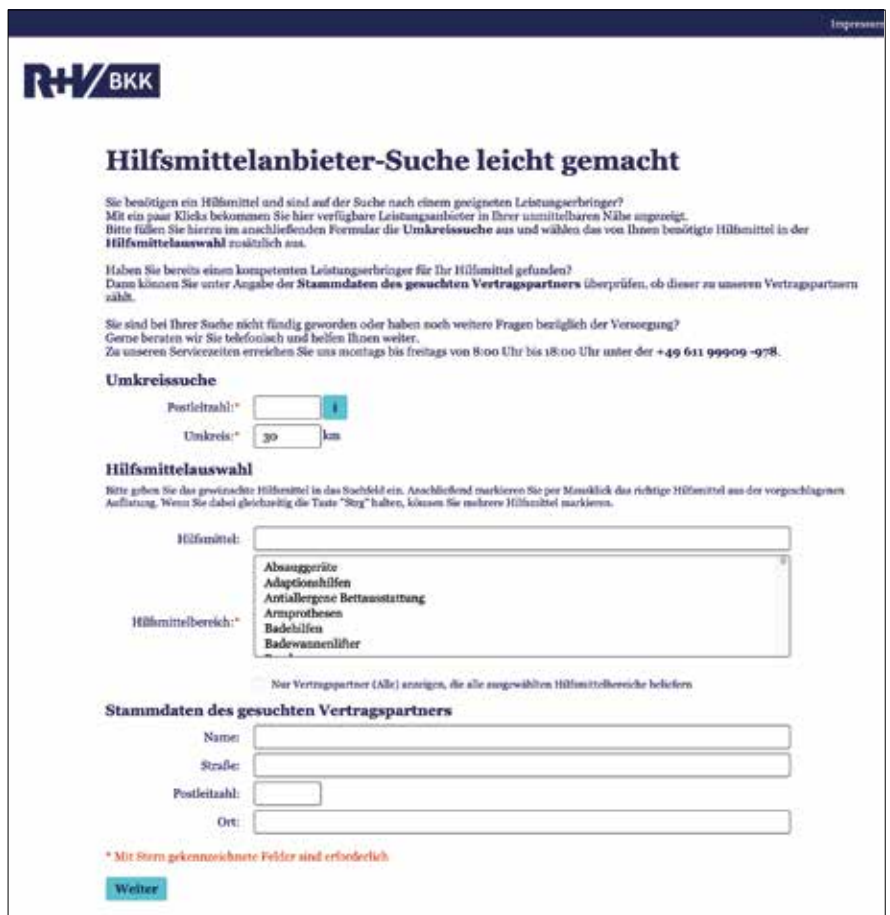 Impressum
R+V BKK
Hilfsmittelanbieter-Suche leicht gemacht
Sie benötigen ein Hilfsmittel und sind auf der Suche nach einem geeigneten Leistungserbringer?
Mit ein paar Klicks bekommen Sie hier verfügbare Leistungsanbieter in Ihrer unmittelbaren Nähe angezeigt.
Bitte füllen Sie hierzu im anschließenden Formular die Umkreissuche aus und wählen das von Ihnen benötigte Hilfsmittel in der
Hilfsmittelauswahl zusätzlich aus.
Haben Sie bereits einen kompetenten Leistungserbringer für Ihr Hilfsmittel gefunden?
Dann können Sie unter Angabe der Stammdaten des gesuchten Vertragspartners überprüfen, ob dieser zu unseren Vertragspartnern
zählt.
Sie sind bei Ihrer Suche nicht fündig geworden oder haben noch weitere Fragen bezüglich der Versorgung?
Gerne beraten wir Sie telefonisch und helfen Ihnen weiter.
Zu unseren Servicezeiten erreichen Sie uns montags bis freitags von 8:00 Uhr bis 18:00 Uhr unter der +49 611 99909 -978.
Umkreissuche
Postleitzahl:* i
Umkreis:* 30 km
Hilfsmittelauswahl
Bitte geben Sie das gewünschte Hilfsmittel in das Suchfeld ein. Anschließend markieren Sie per Mausklick das richtige Hilfsmittel aus der vorgeschlagenen
Auflistung. Wenn Sie dabei gleichzeitig die Taste "Strg" halten, können Sie mehrere Hilfsmittel markieren.
Hilfsmittel:
Absauggeräte
Adaptionshilfen
Antiallergene Bettausstattung
Armprothesen
Hilfsmittelbereich:* Badehilfen
Badewannenlifter
Nur Vertragspartner (Alle) anzeigen, die alle ausgewählten Hilfsmittelbereiche beliefern
Stammdaten des gesuchten Vertragspartners
Name:
Straße:
Postleitzahl:
Ort:
* Mit Stern gekennzeichnete Felder sind erforderlich
Weiter